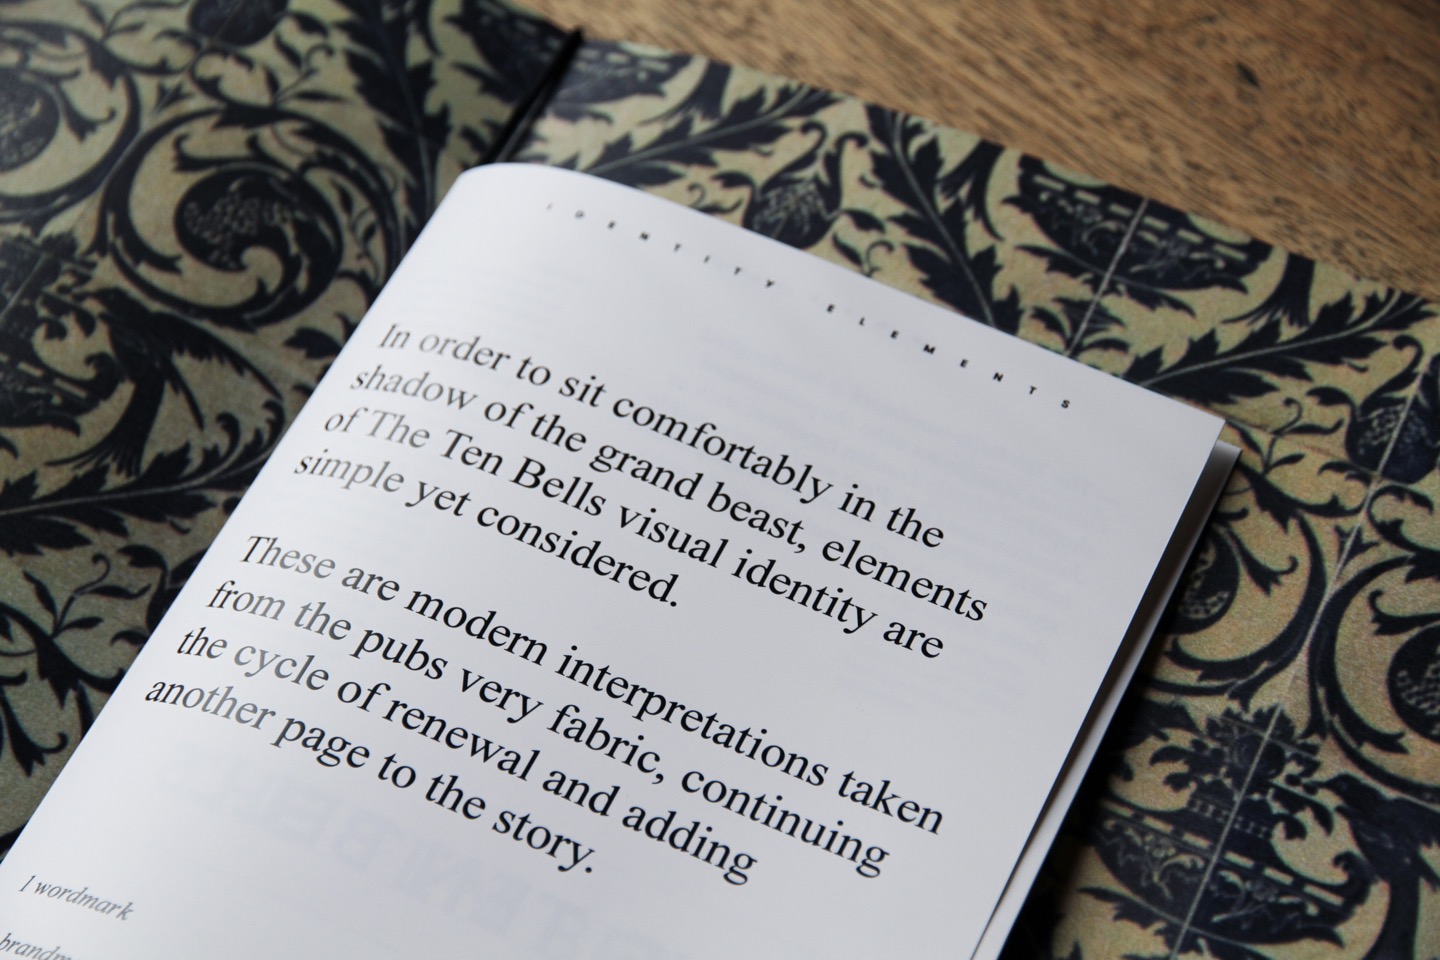 IDENTITY ELEMENTS
In order to sit comfortably in the
shadow of the grand beast, elements
of The Ten Bells visual identity are
simple yet considered.
These are modern interpretations taken
from the pubs very fabric, continuing
the cycle of renewal and adding
another page to the story.
1 wordmark